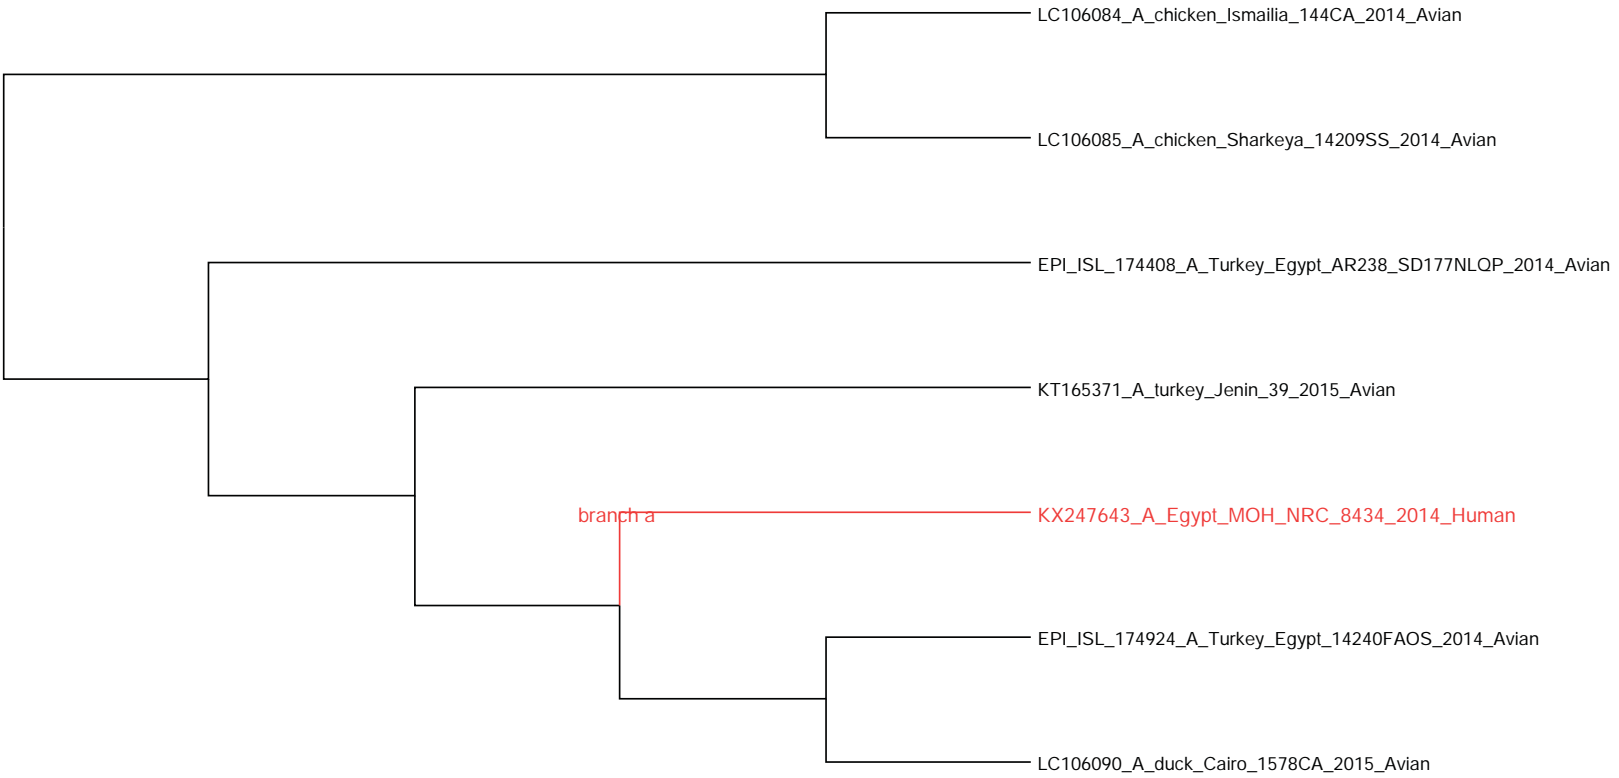 LC106084_A_chicken_Ismailia_144CA_2014_Avian
LC106085_A_chicken_Sharkeya_14209SS_2014_Avian
EPI_ISL_174408_A_Turkey_Egypt_AR238_SD177NLQP_2014_Avian
KT165371_A_turkey_Jenin_39_2015_Avian
branch a
KX247643_A_Egypt_MOH_NRC_8434_2014_Human
EPI_ISL_174924_A_Turkey_Egypt_14240FAOS_2014_Avian
LC106090_A_duck_Cairo_1578CA_2015_Avian